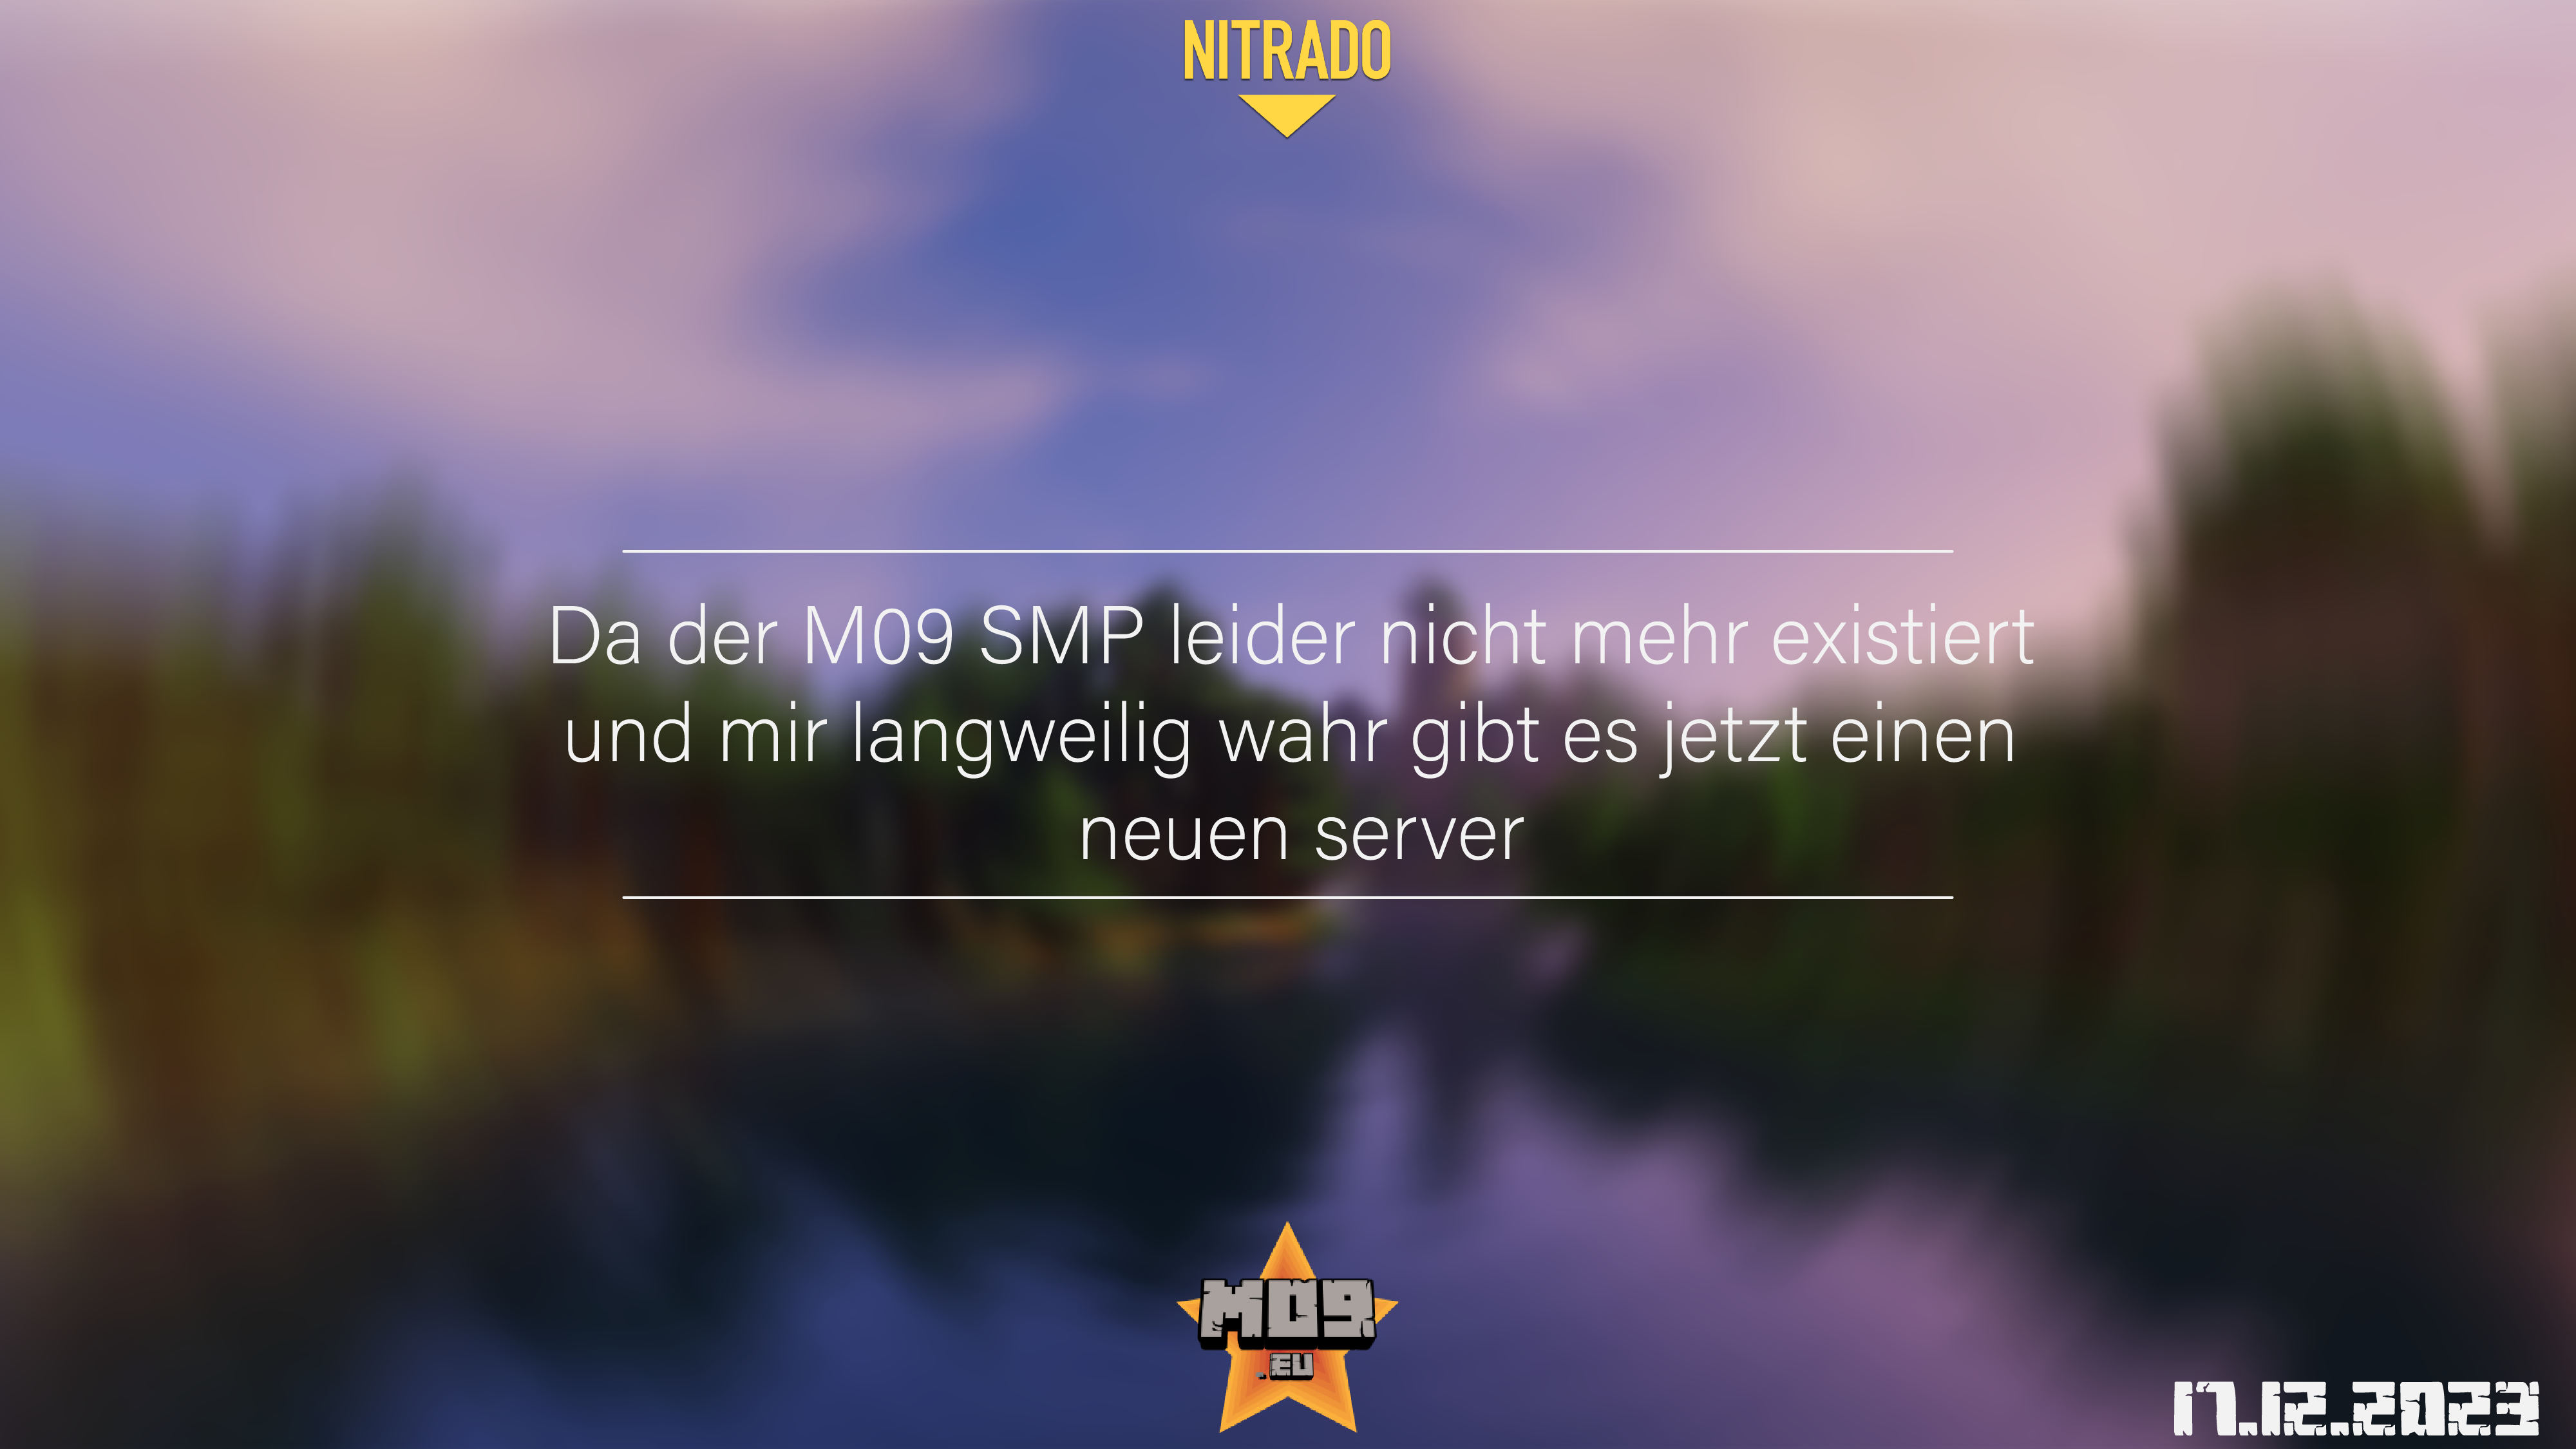 NITRADO
Da der M09 SMP leider nicht mehr existiert
und mir langweilig wahr gibt es jetzt einen
neuen server
M09
.EU
17.12.2023